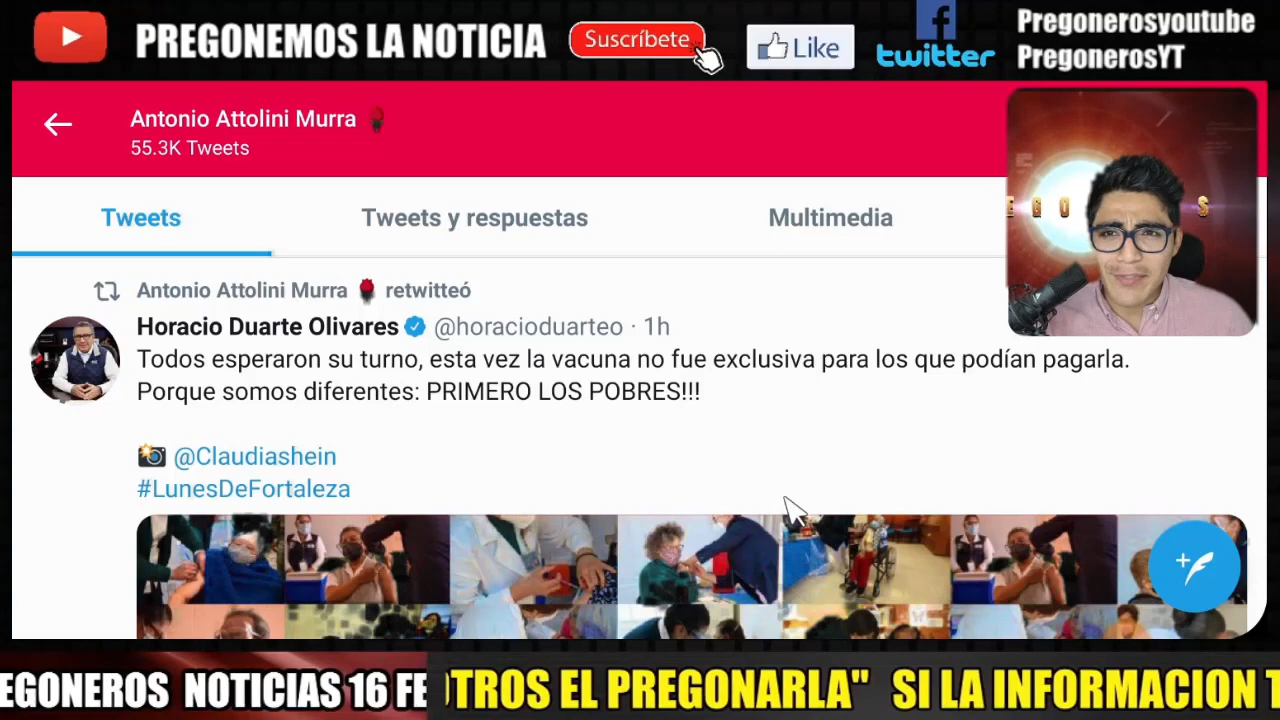 PREGONEMOS LA NOTICIA
Suscríbete
Like
twitter
Pregonerosyoutube
PregonerosYT
Antonio Attolini Murra
55.3K Tweets
Tweets
Tweets y respuestas
Multimedia
Antonio Attolini Murra retwitteó
Horacio Duarte Olivares @horacioduarteo · 1h
Todos esperaron su turno, esta vez la vacuna no fue exclusiva para los que podían pagarla.
Porque somos diferentes: PRIMERO LOS POBRES!!!
@Claudiashein
#LunesDeFortaleza
EGONEROS NOTICIAS 16 FE
TROS EL PREGONARLA" SI LA INFORMACION T